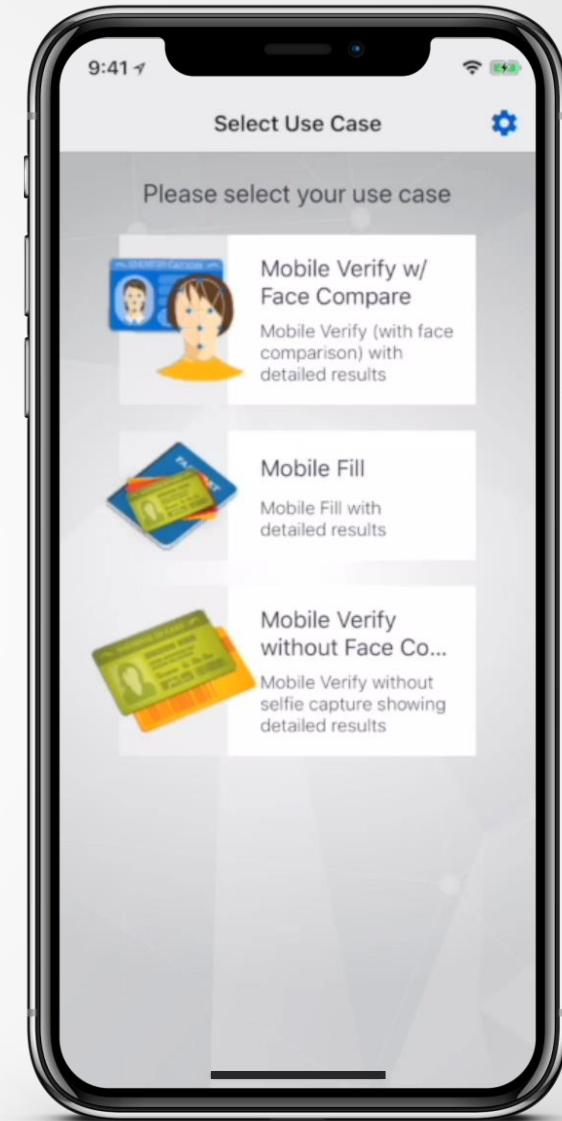 9:41
Select Use Case
Please select your use case
IDENTIFICATION
Mobile Verify w/
Face Compare
Mobile Verify (with face
comparison) with
detailed results
Mobile Fill
Mobile Fill with
detailed results
Mobile Verify
without Face Co...
Mobile Verify without
selfie capture showing
detailed results